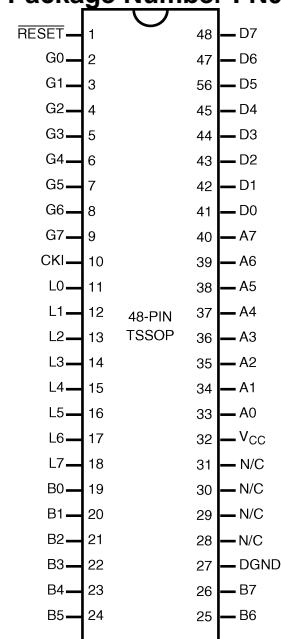 Package Number
RESET 1 48 D7
G0 2 47 D6
G1 3 56 D5
G2 4 45 D4
G3 5 44 D3
G4 6 43 D2
G5 7 42 D1
G6 8 41 D0
G7 9 40 A7
CKI 10 39 A6
L0 11 38 A5
L1 12 37 A4
48-PIN
L2 13 36 A3
TSSOP
L3 14 35 A2
L4 15 34 A1
L5 16 33 A0
L6 17 32 VCC
L7 18 31 N/C
B0 19 30 N/C
B1 20 29 N/C
B2 21 28 N/C
B3 22 27 DGND
B4 23 26 B7
B5 24 25 B6